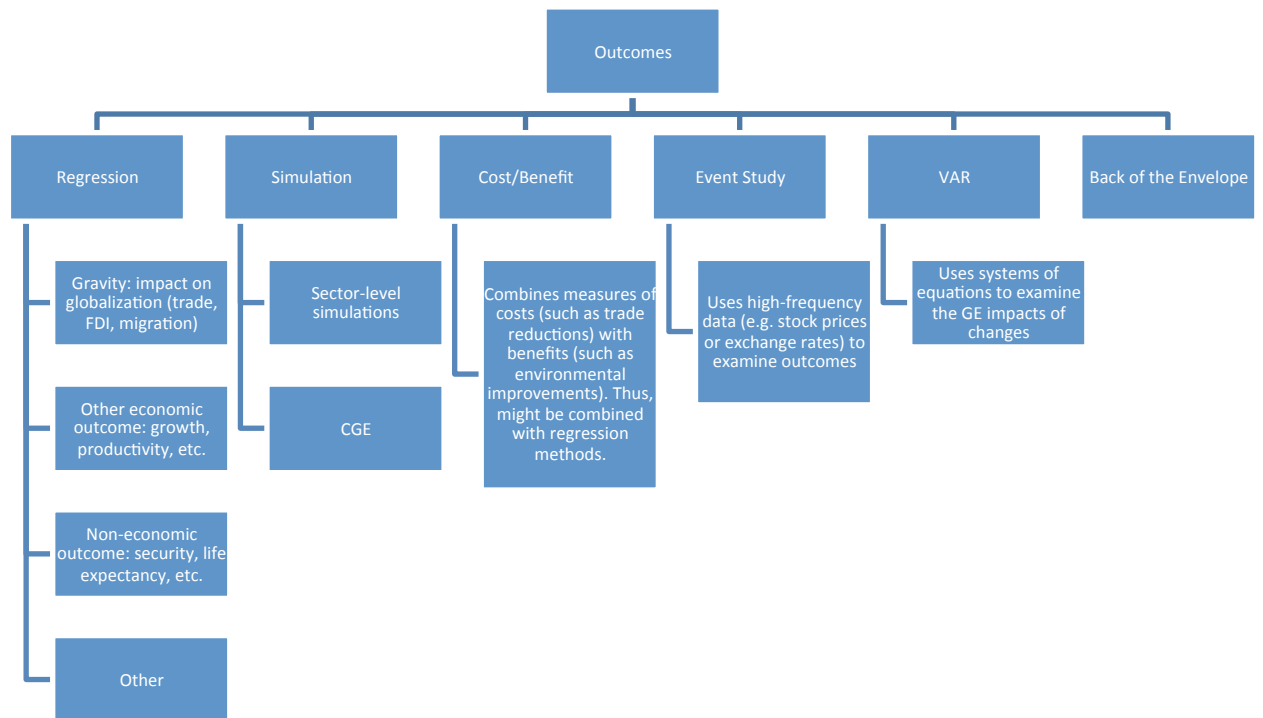 Outcomes
Regression
Simulation
Cost/Benefit
Event Study
VAR
Back of the Envelope
Gravity: impact on
globalization (trade,
FDI, migration)
Other economic
outcome: growth,
productivity, etc.
Non-economic
outcome: security, life
expectancy, etc.
Other
Sector-level
simulations
CGE
Combines measures of
costs (such as trade
reductions) with
benefits (such as
environmental
improvements). Thus,
might be combined
with regression
methods.
Uses high-frequency
data (e.g. stock prices
or exchange rates) to
examine outcomes
Uses systems of
equations to examine
the GE impacts of
changes